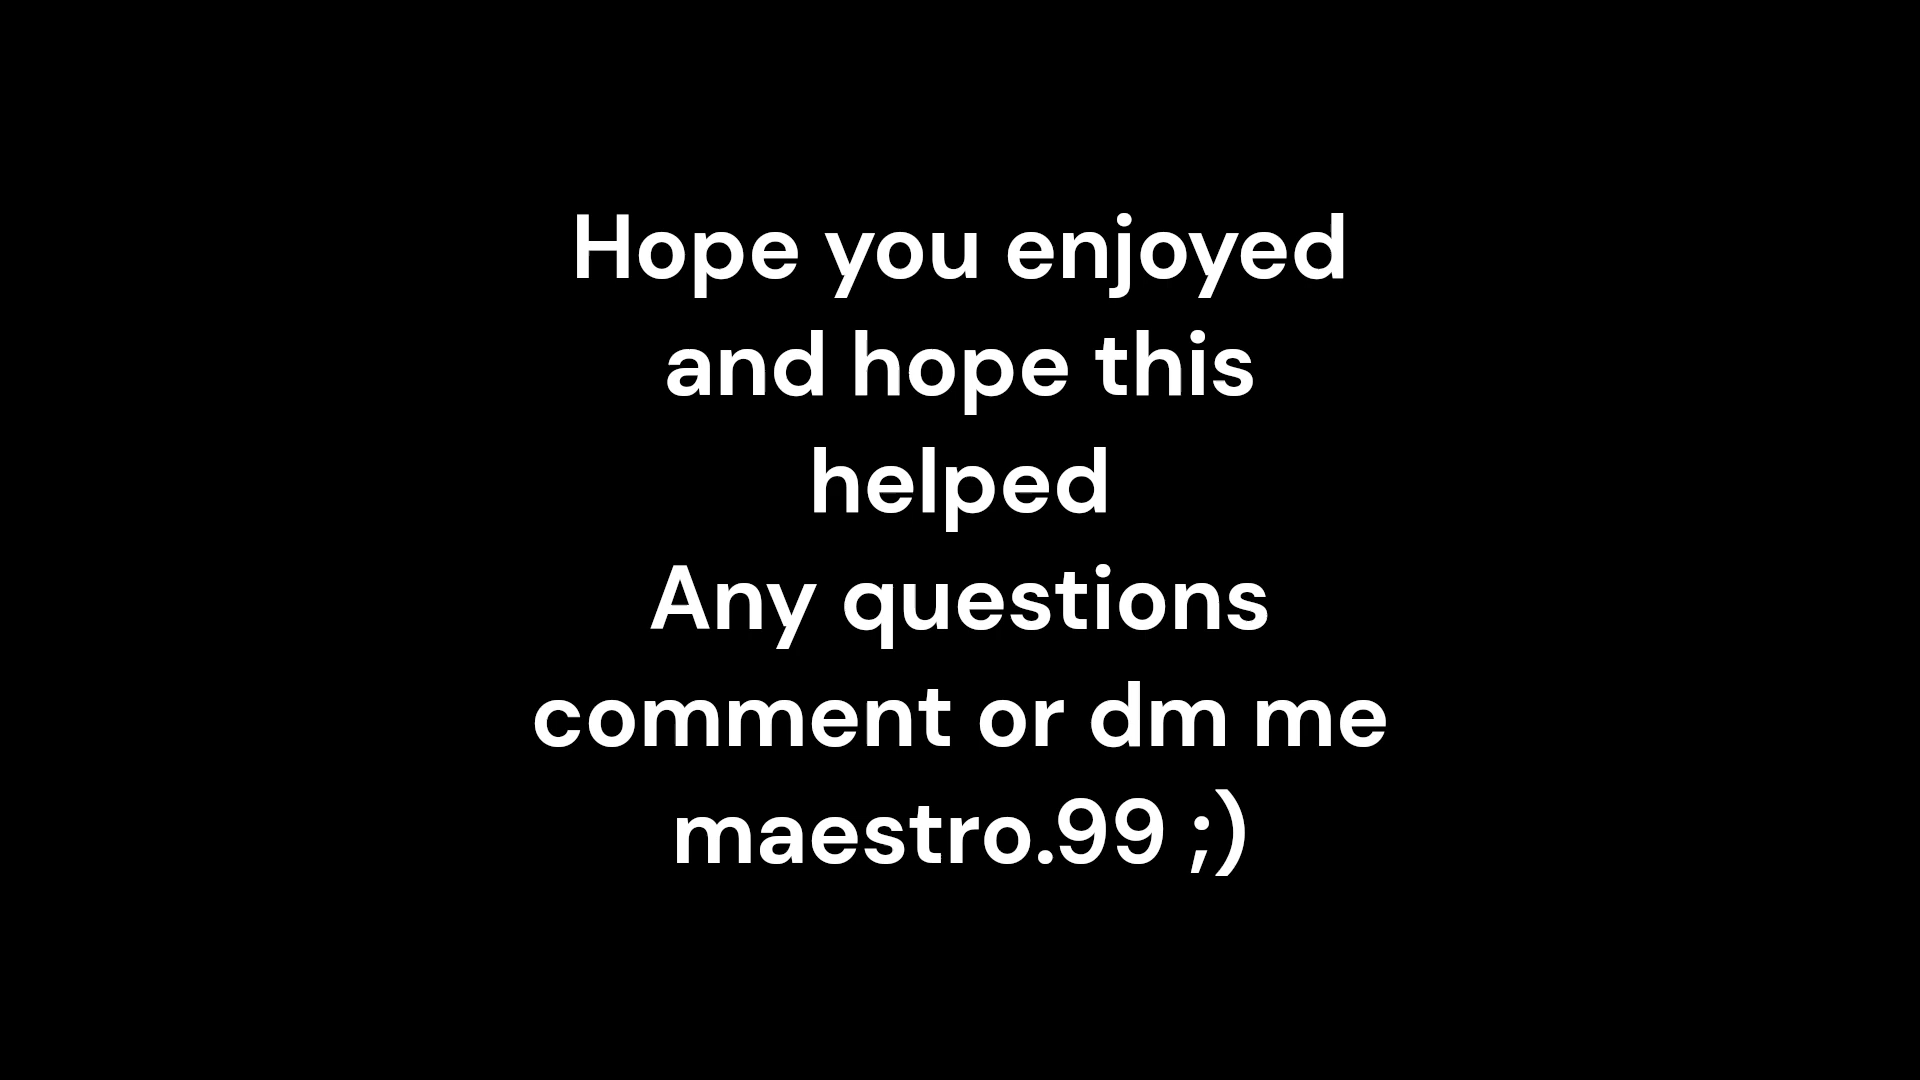 Hope you enjoyed
and hope this
helped
Any questions
comment or dm me
maestro.99 ;)